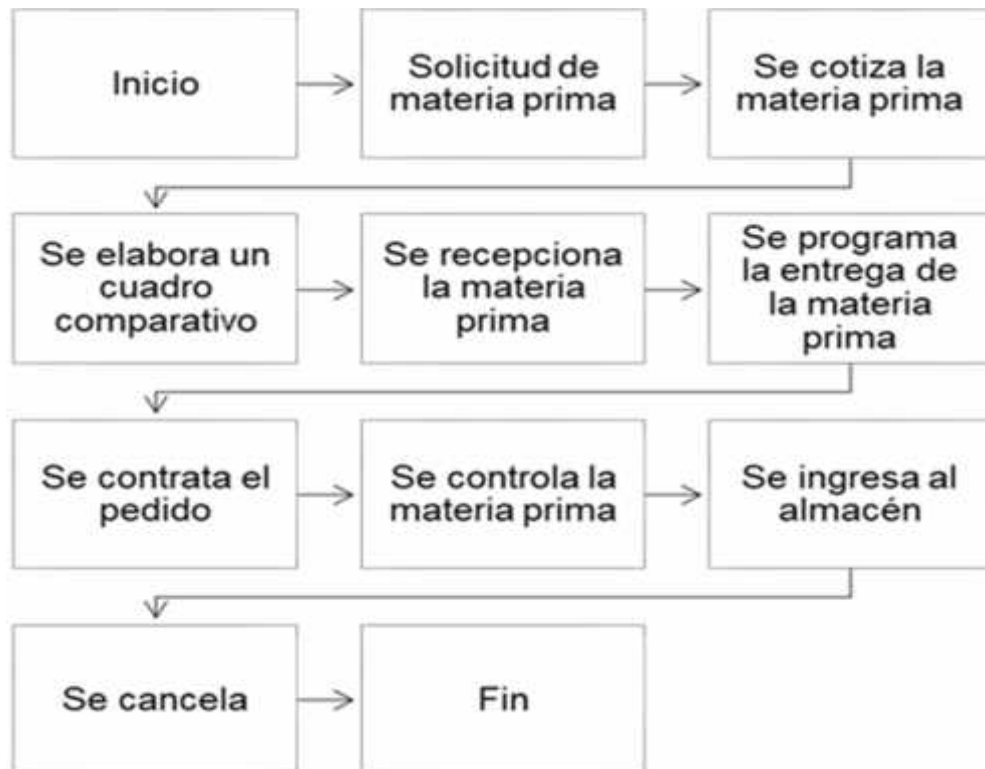 Inicio
Solicitud de
materia prima
Se cotiza la
materia prima
Se elabora un
cuadro
comparativo
Se recepciona
la materia
prima
Se programa
la entrega de
la materia
prima
Se contrata el
pedido
Se controla la
materia prima
Se ingresa al
almacén
Se cancela
Fin